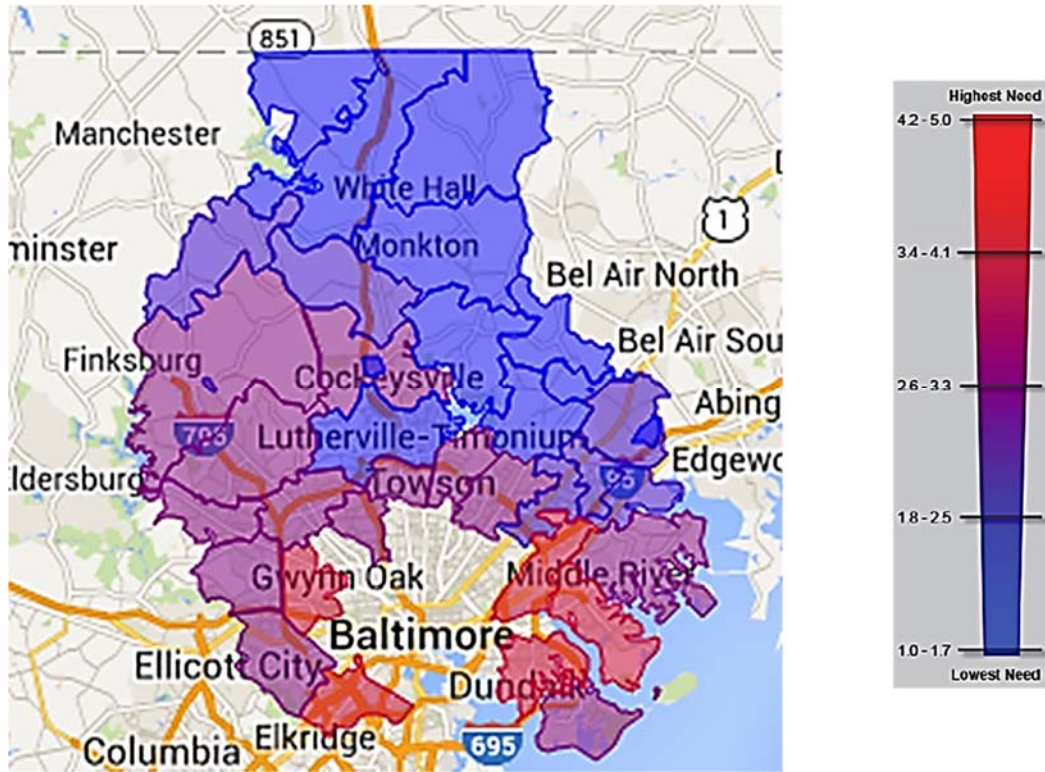 851
Manchester
White Hall
1
minster
Monkton
Bel Air North
Finksburg
Bel Air Sou
Cockeysville
Abing
795
Lutherville-Timonium
ldersburg
Towson
95
Edgewo
Gwynn Oak
Middle River
Baltimore
Ellicott City
Dundalk
Elkridge
695
Columbia
Highest Need
4.2 - 5.0
3.4 - 4.1
2.6 - 3.3
1.8 - 2.5
1.0 - 1.7
Lowest Need